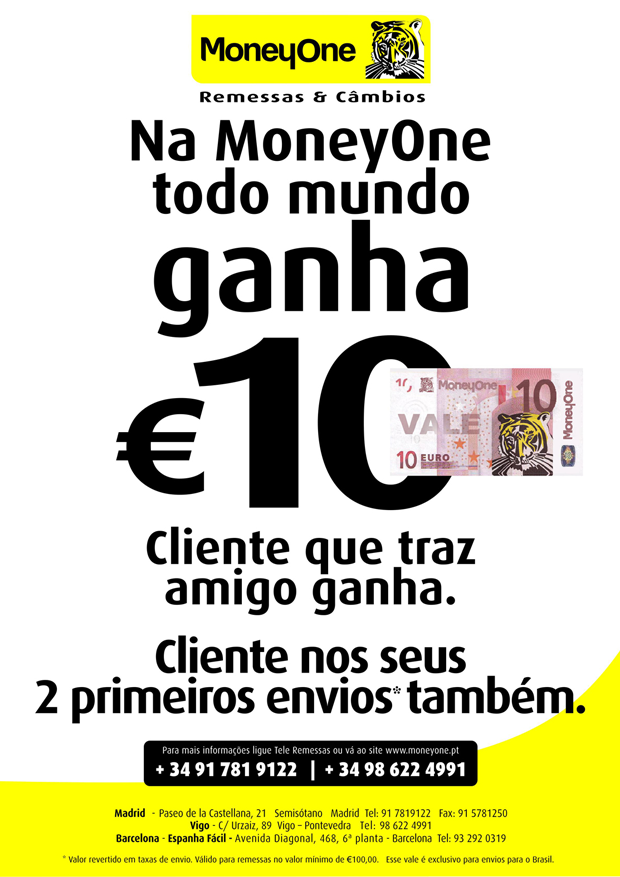 MoneyOne
Remessas & Câmbios
Na MoneyOne
todo mundo
ganha
€10
10 MoneyOne 10
VALE
10 EURO
MoneyOne
Cliente que traz
amigo ganha.
Cliente nos seus
2 primeiros envios* também.
Para mais informações ligue Tele Remessas ou vá ao site www.moneyone.pt
+ 34 91 781 9122 | + 34 98 622 4991
Madrid - Paseo de la Castellana, 21 Semisótano Madrid Tel: 91 7819122 Fax: 91 5781250
Vigo - C/ Urzaiz, 89 Vigo – Pontevedra Tel: 98 622 4991
Barcelona - Espanha Fácil - Avenida Diagonal, 468, 6ª planta - Barcelona Tel: 93 292 0319
* Valor revertido em taxas de envio. Válido para remessas no valor mínimo de €100,00. Esse vale é exclusivo para envios para o Brasil.